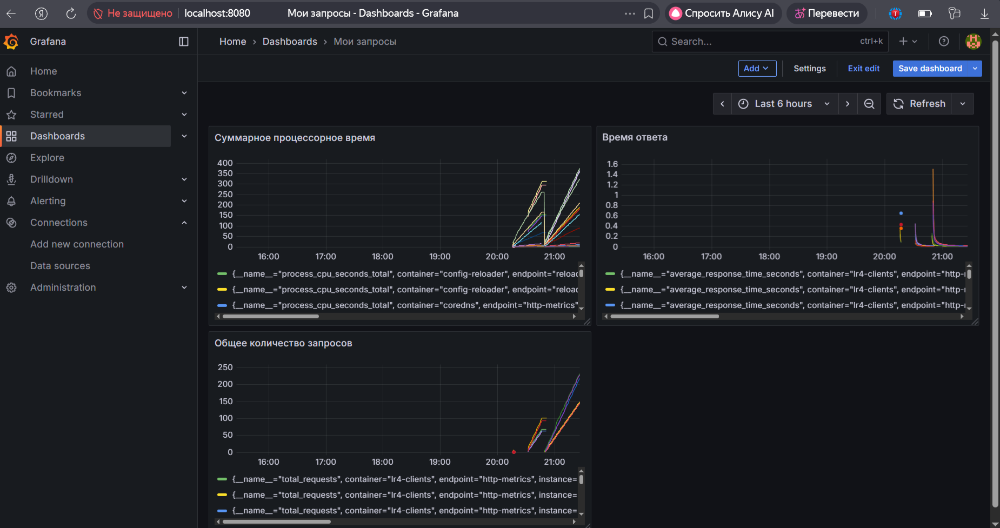 Не защищено
localhost:8080
Мои запросы - Dashboards - Grafana
Спросить Алису AI
Перевести
Grafana
Home › Dashboards › Мои запросы
Search...
ctrl+k
Home
Bookmarks
Starred
Dashboards
Explore
Drilldown
Alerting
Connections
Add new connection
Data sources
Administration
Add
Settings
Exit edit
Save dashboard
Last 6 hours
Refresh
Суммарное процессорное время
400
350
300
250
200
150
100
50
0
16:00 17:00 18:00 19:00 20:00 21:00
{__name__="process_cpu_seconds_total", container="config-reloader", endpoint="reloa
{__name__="process_cpu_seconds_total", container="config-reloader", endpoint="reloa
{__name__="process_cpu_seconds_total", container="coredns", endpoint="http-metrics"
Время ответа
1.6
1.4
1.2
1
0.8
0.6
0.4
0.2
0
16:00 17:00 18:00 19:00 20:00 21:00
{__name__="average_response_time_seconds", container="lr4-clients", endpoint="http-
{__name__="average_response_time_seconds", container="lr4-clients", endpoint="http-
{__name__="average_response_time_seconds", container="lr4-clients", endpoint="http-
Общее количество запросов
250
200
150
100
50
0
16:00 17:00 18:00 19:00 20:00 21:00
{__name__="total_requests", container="lr4-clients", endpoint="http-metrics", instance=
{__name__="total_requests", container="lr4-clients", endpoint="http-metrics", instance=
{__name__="total_requests", container="lr4-clients", endpoint="http-metrics", instance=